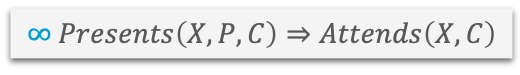 ∞ Presents(X, P, C) ⇒ Attends(X, C)